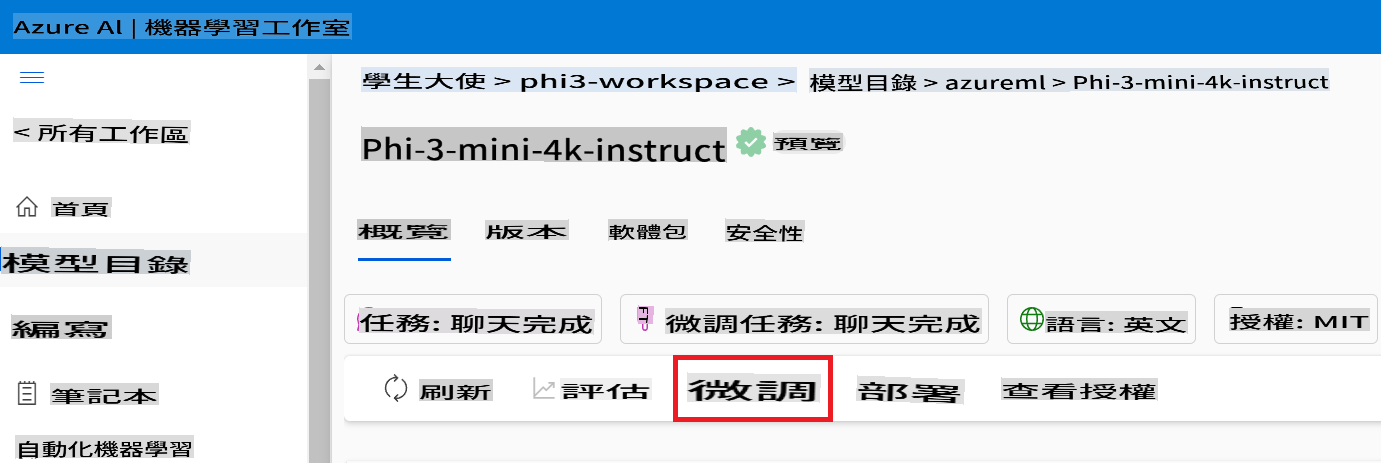 Azure Al | 機器學習工作室
學生大使 > phi3-workspace > 模型目錄 > azureml > Phi-3-mini-4k-instruct
< 所有工作區
Phi-3-mini-4k-instruct 預覽
首頁
概覽 版本 軟體包 安全性
模型目錄
編寫
任務: 聊天完成 FT 微調任務: 聊天完成 語言: 英文 授權: MIT
筆記本
刷新 評估 微調 部署 查看授權
自動化機器學習